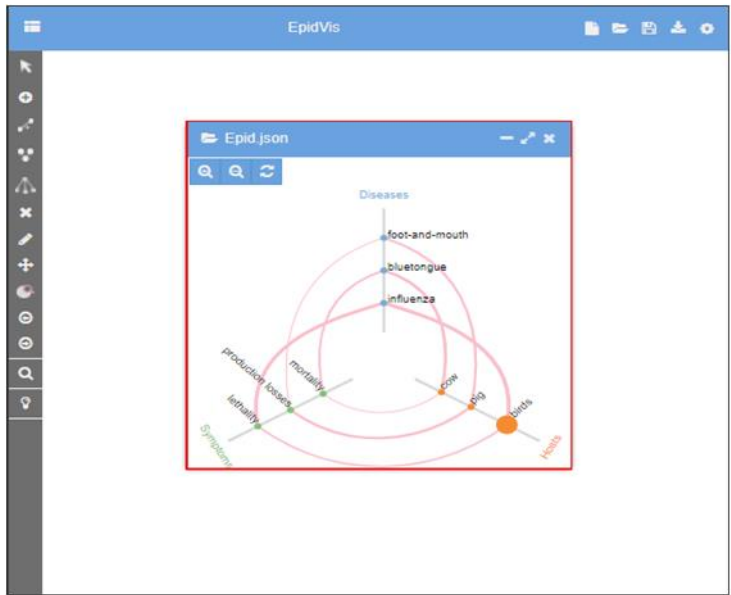 EpidVis
Epid.json
Diseases
foot-and-mouth
bluetongue
influenza
production losses
mortality
lethality
cow
pig
birds
Symptoms
Hosts